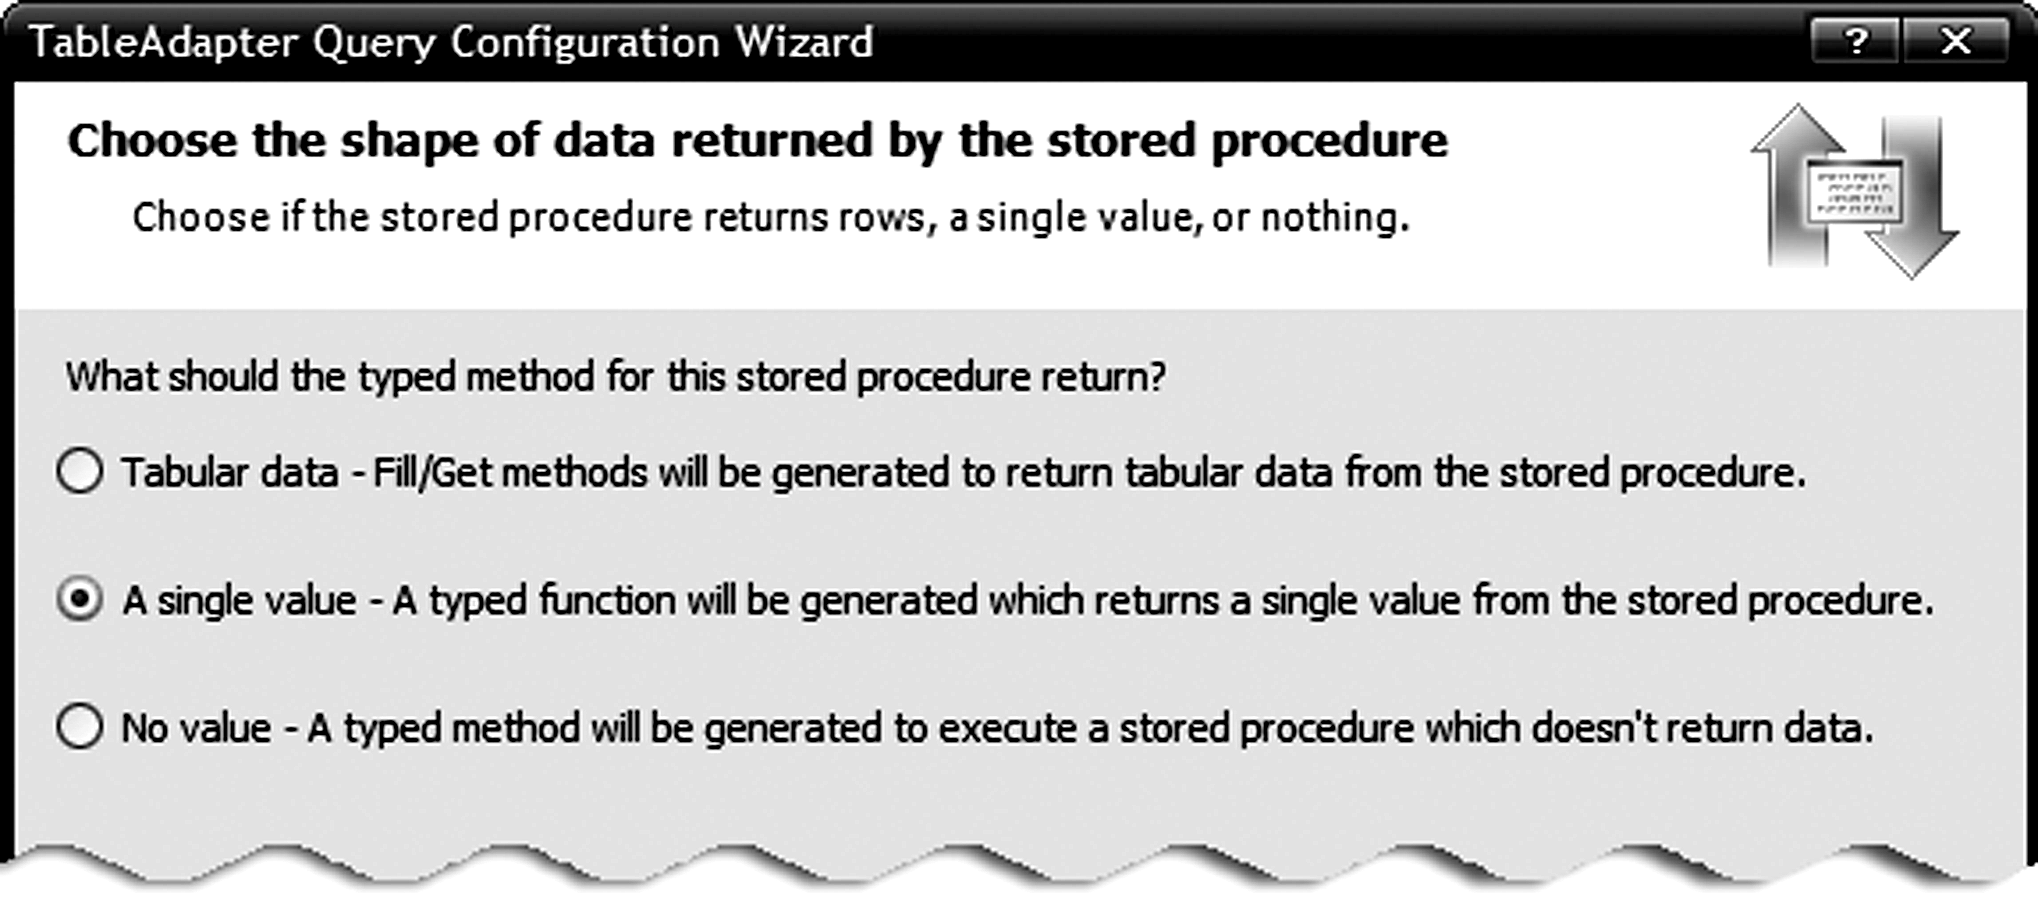 TableAdapter Query Configuration Wizard
Choose the shape of data returned by the stored procedure
Choose if the stored procedure returns rows, a single value, or nothing.
What should the typed method for this stored procedure return?
Tabular data - Fill/Get methods will be generated to return tabular data from the stored procedure.
A single value - A typed function will be generated which returns a single value from the stored procedure.
No value - A typed method will be generated to execute a stored procedure which doesn't return data.